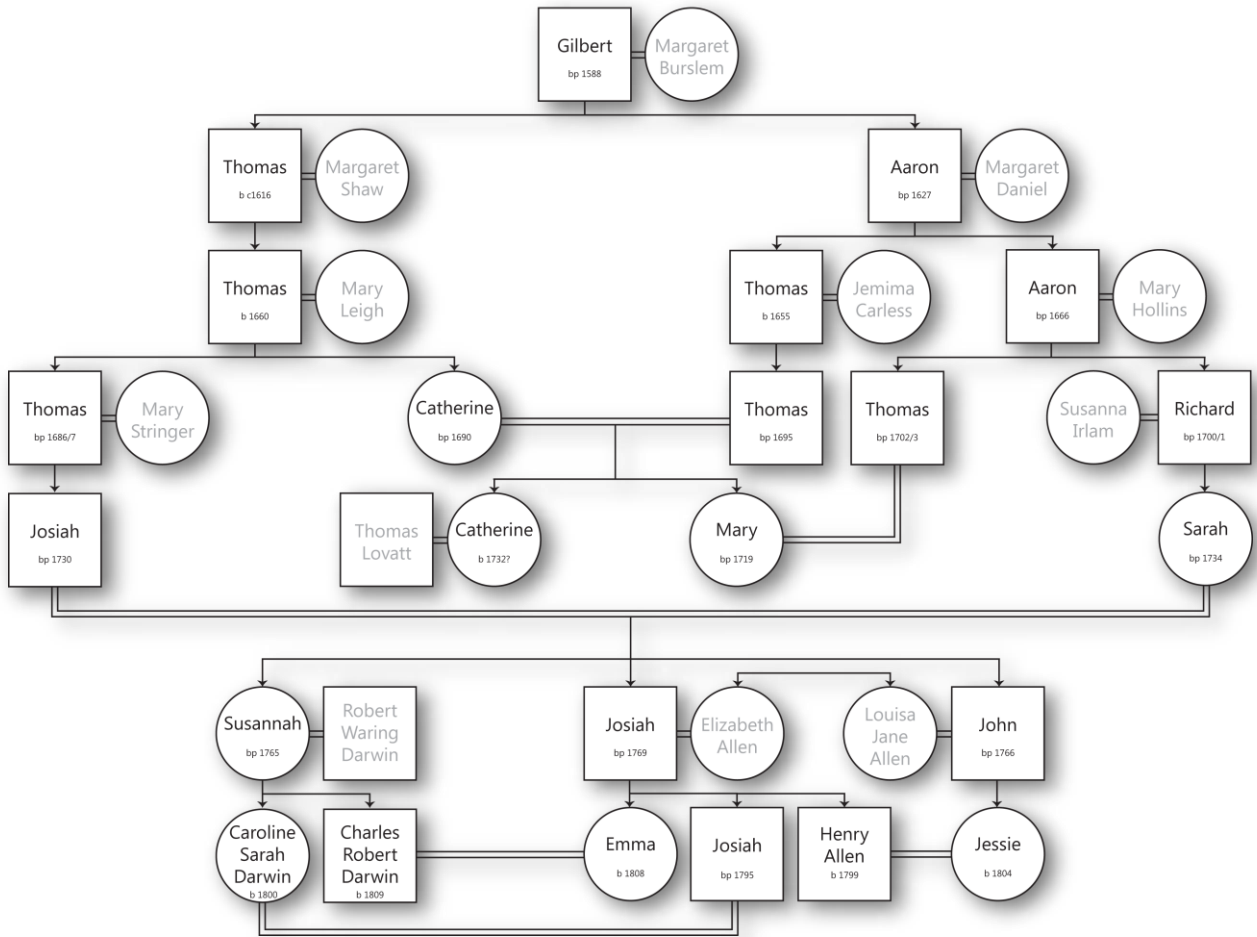 Gilbert
bp 1588
Margaret
Burslem
Thomas
b c1616
Margaret
Shaw
Aaron
bp 1627
Margaret
Daniel
Thomas
b 1660
Mary
Leigh
Thomas
b 1655
Jemima
Carless
Aaron
bp 1666
Mary
Hollins
Thomas
bp 1686/7
Mary
Stringer
Catherine
bp 1690
Thomas
bp 1695
Thomas
bp 1702/3
Susanna
Irlam
Richard
bp 1700/1
Josiah
bp 1730
Thomas
Lovatt
Catherine
b 1732?
Mary
bp 1719
Sarah
bp 1734
Susannah
bp 1765
Robert
Waring
Darwin
Josiah
bp 1769
Elizabeth
Allen
Louisa
Jane
Allen
John
bp 1766
Caroline
Sarah
Darwin
b 1800
Charles
Robert
Darwin
b 1809
Emma
b 1808
Josiah
bp 1795
Henry
Allen
b 1799
Jessie
b 1804